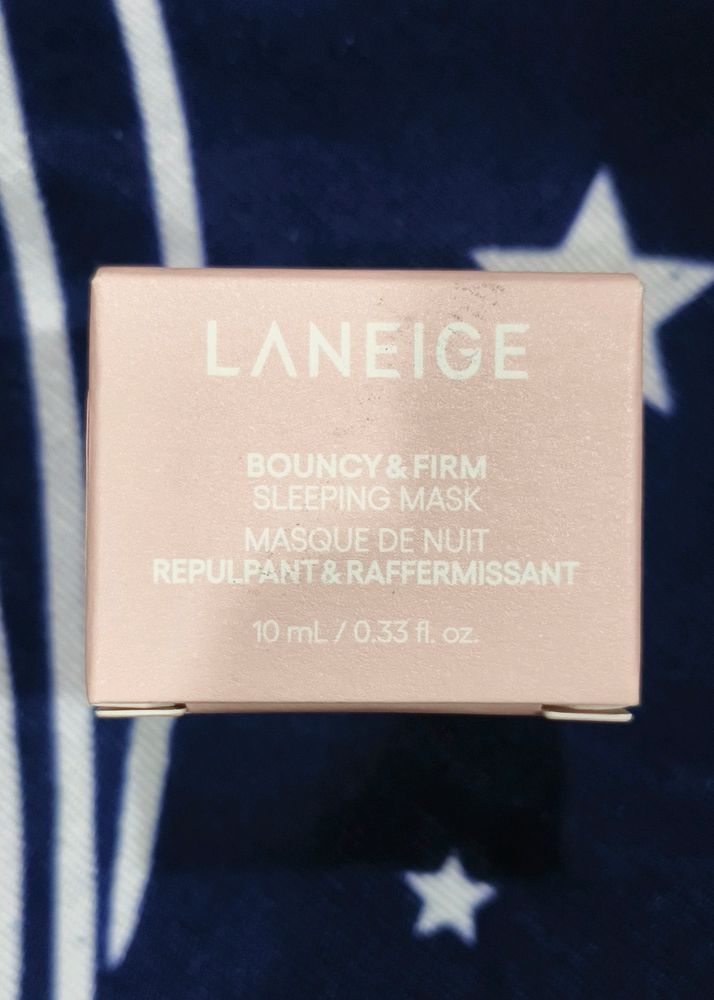 LANEIGE
BOUNCY & FIRM
SLEEPING MASK
MASQUE DE NUIT
REPULPANT & RAFFERMISSANT
10 mL / 0.33 fl. oz.